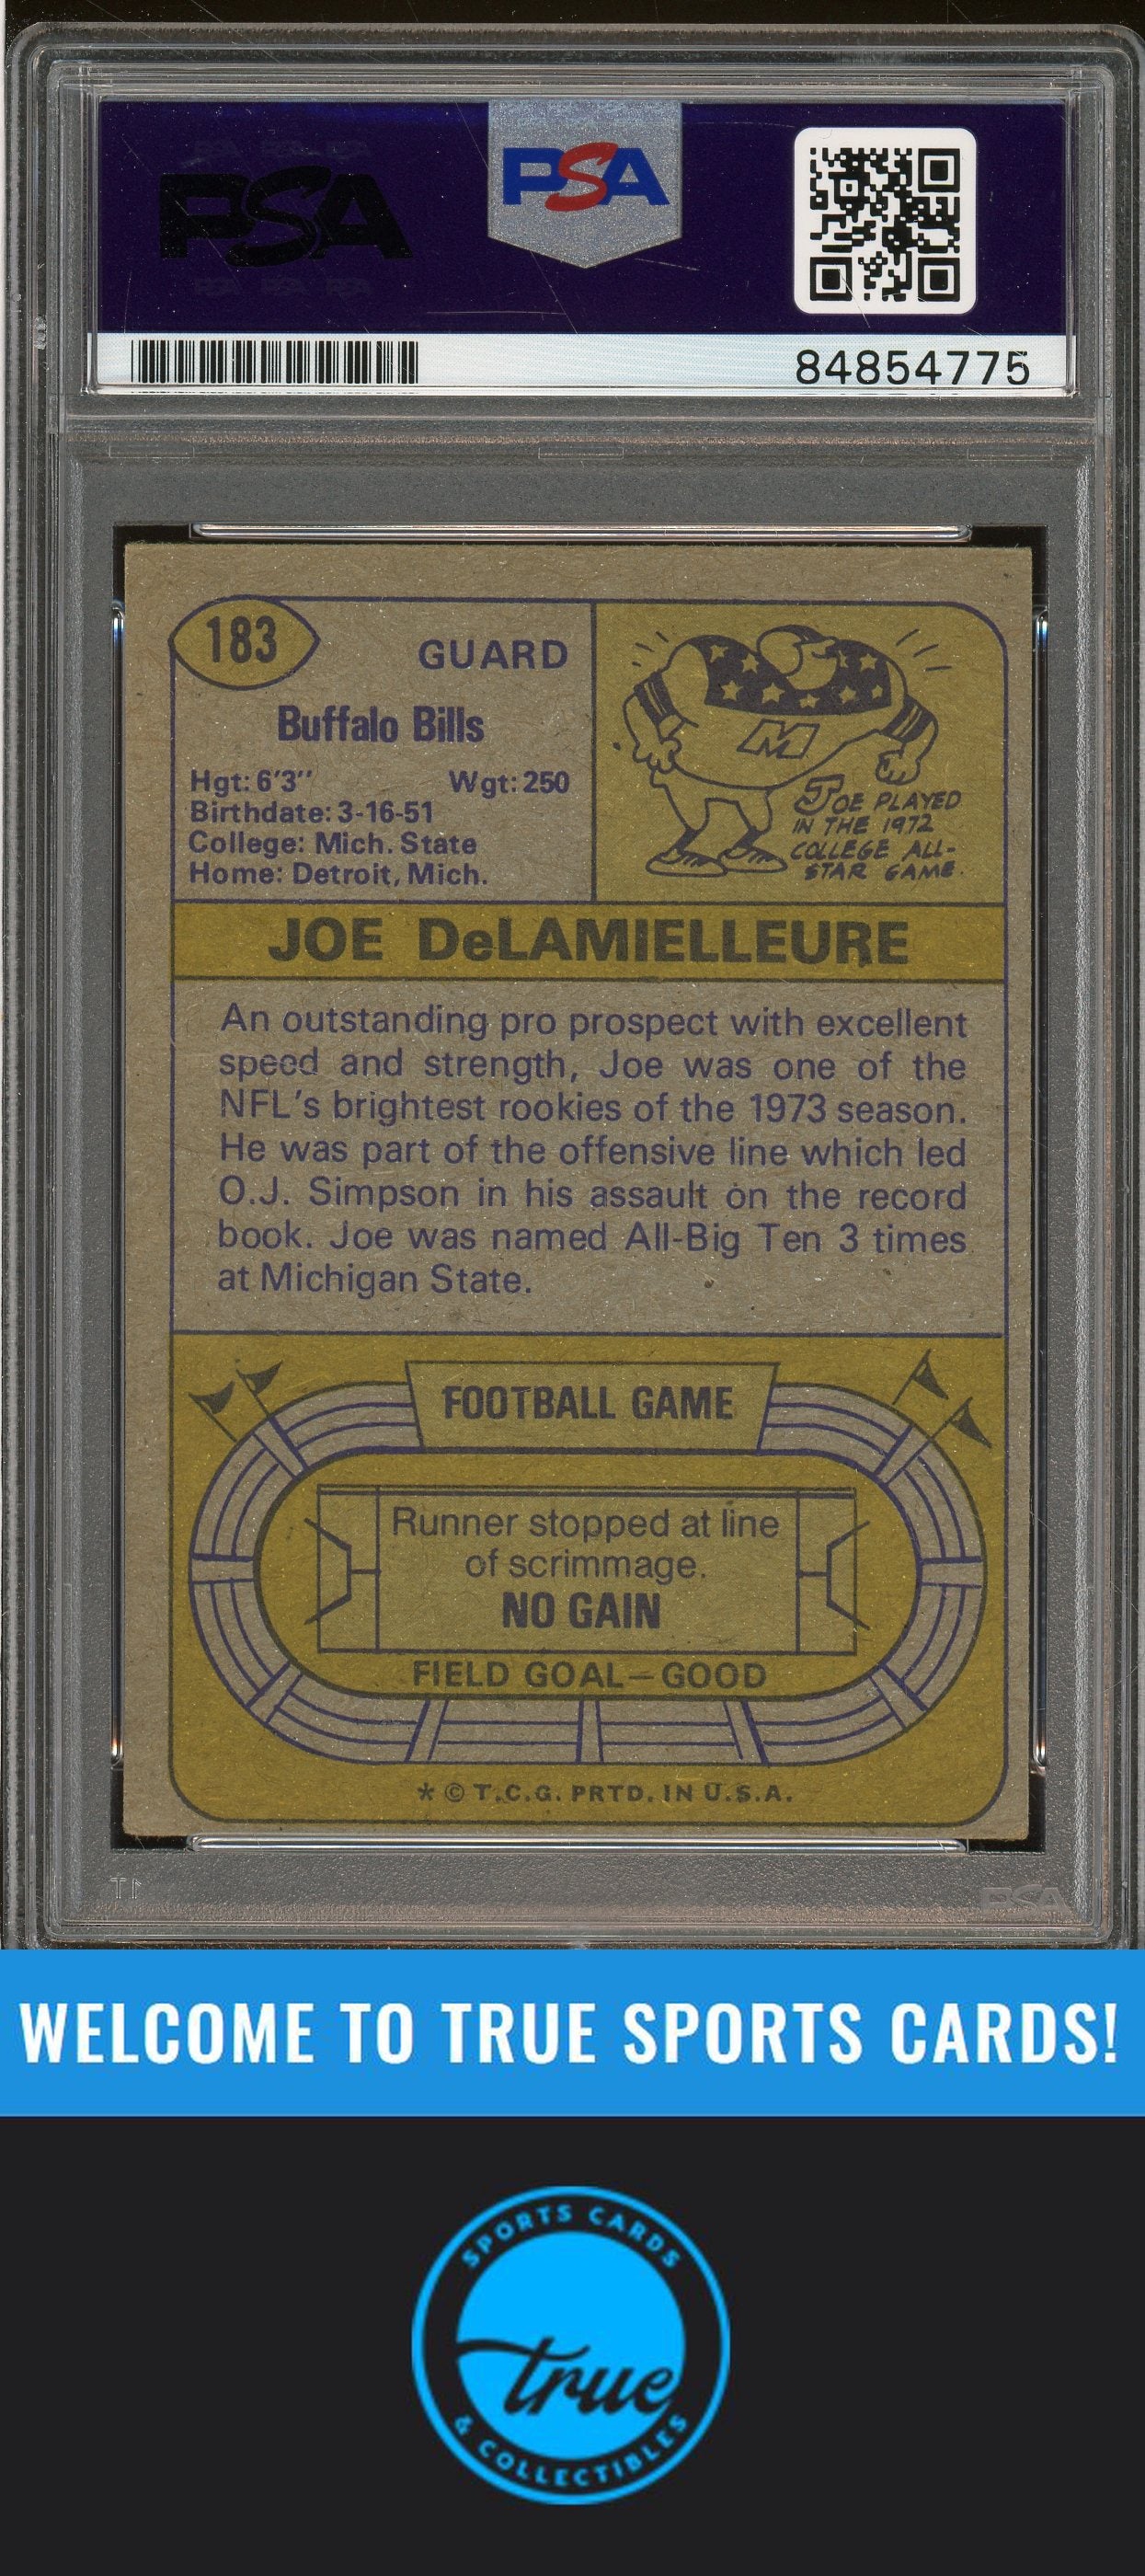 PSA
PSA
84854775
183
GUARD
Buffalo Bills
Hgt: 6'3'' Wgt: 250
Birthdate: 3-16-51
College: Mich. State
Home: Detroit, Mich.
M
JOE PLAYED
IN THE 1972
COLLEGE ALL-
STAR GAME.
JOE DeLAMIELLEURE
An outstanding pro prospect with excellent
speed and strength, Joe was one of the
NFL's brightest rookies of the 1973 season.
He was part of the offensive line which led
O.J. Simpson in his assault on the record
book. Joe was named All-Big Ten 3 times
at Michigan State.
FOOTBALL GAME
Runner stopped at line
of scrimmage.
NO GAIN
FIELD GOAL—GOOD
* © T.C.G. PRTD. IN U.S.A.
PSA
WELCOME TO TRUE SPORTS CARDS!
SPORTS CARDS
true
& COLLECTIBLES